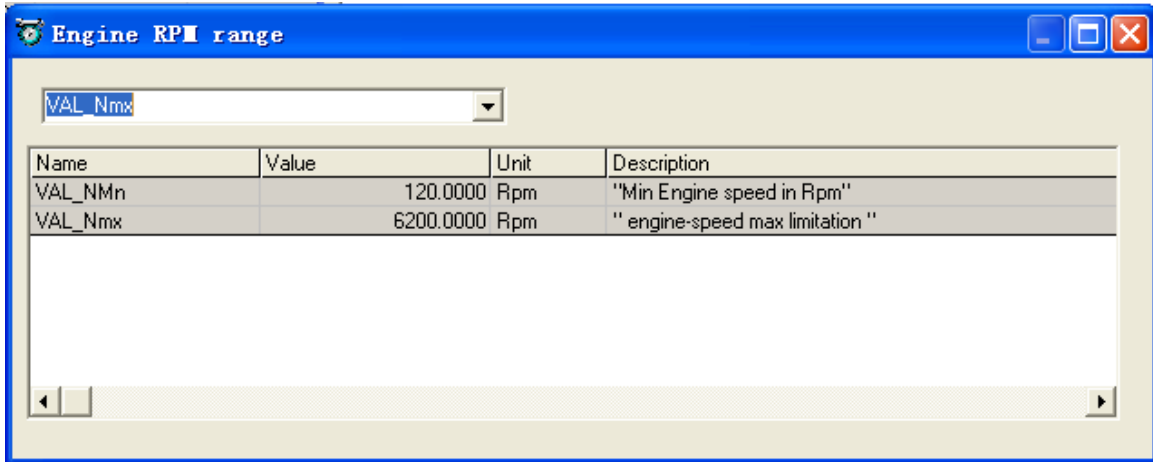 Engine RPM range
VAL_Nmx
Name Value Unit Description
VAL_NMn 120.0000 Rpm "Min Engine speed in Rpm"
VAL_Nmx 6200.0000 Rpm " engine-speed max limitation "